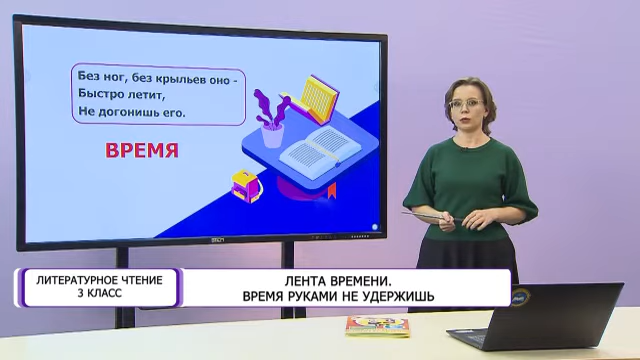 Без ног, без крыльев оно -
Быстро летит,
Не догонишь его.
ВРЕМЯ
ЛИТЕРАТУРНОЕ ЧТЕНИЕ
3 КЛАСС
ЛЕНТА ВРЕМЕНИ.
ВРЕМЯ РУКАМИ НЕ УДЕРЖИШЬ